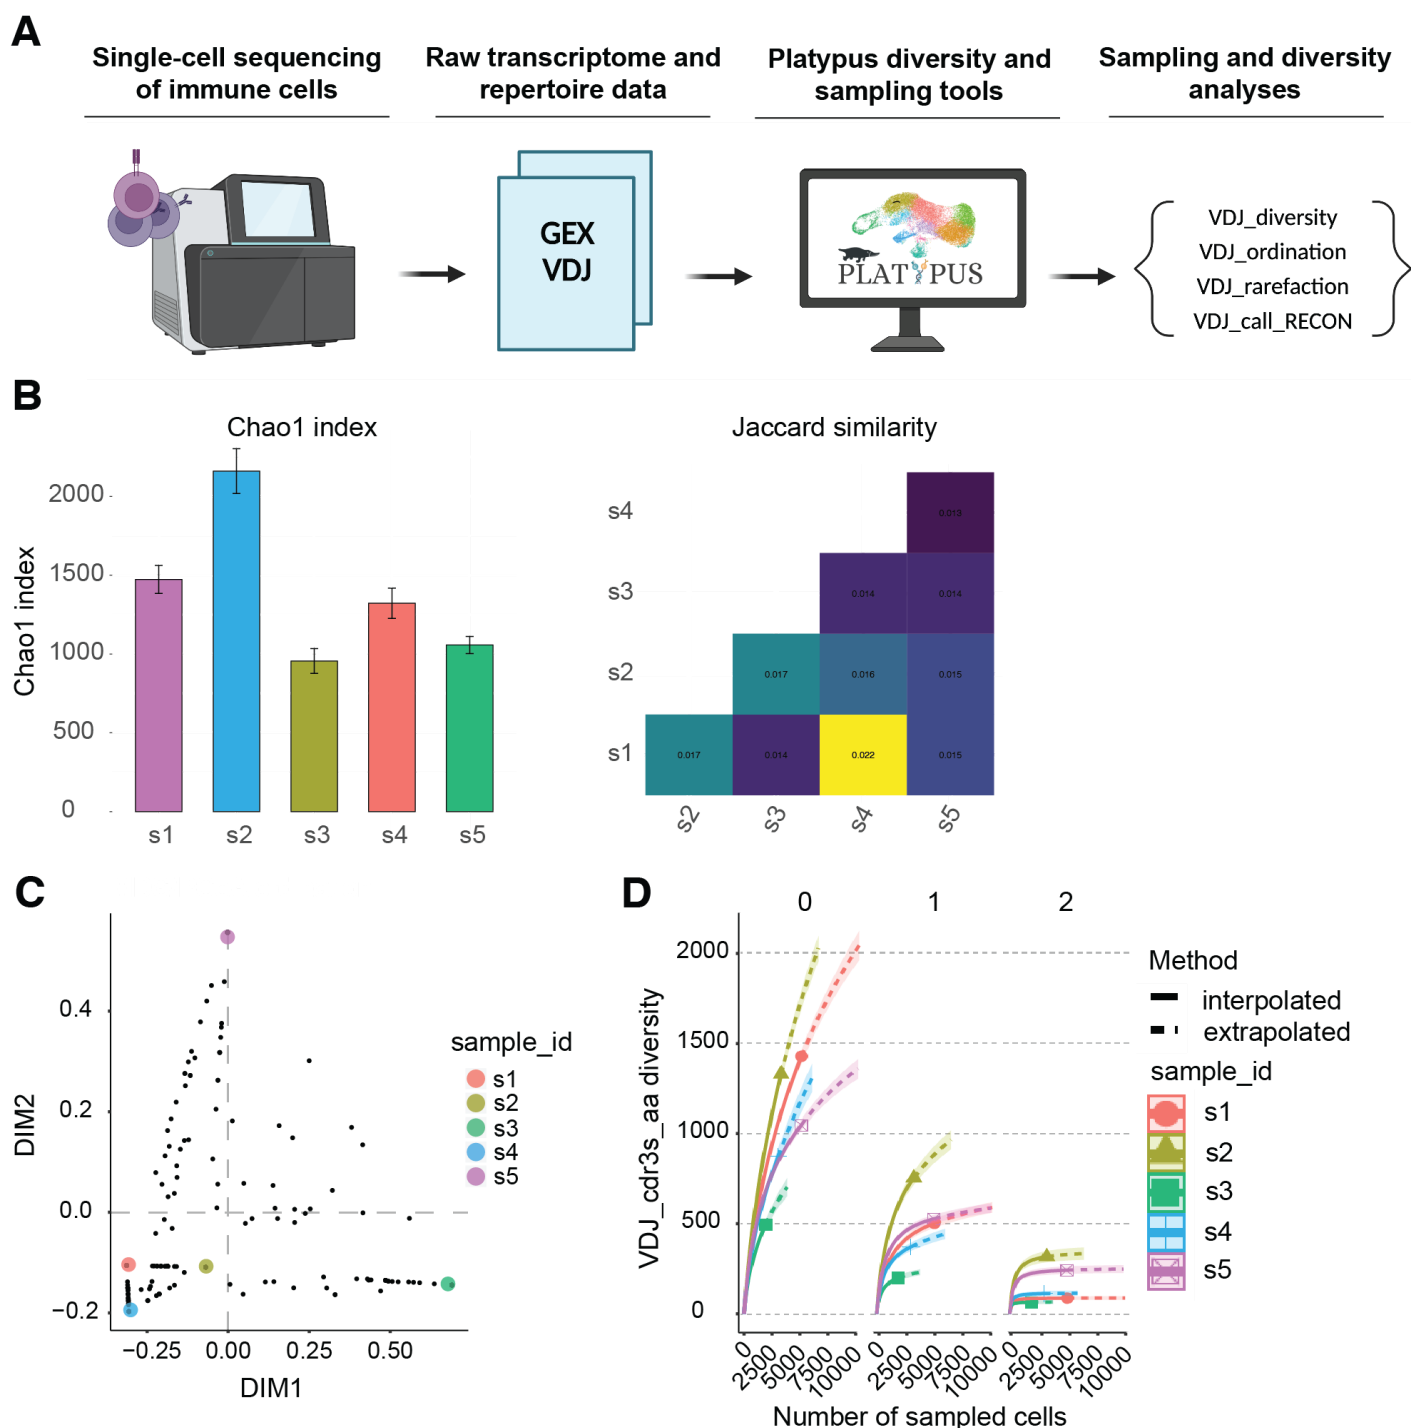 A
Single-cell sequencing
of immune cells
Raw transcriptome and
repertoire data
Platypus diversity and
sampling tools
Sampling and diversity
analyses
GEX
VDJ
PLATYPUS
VDJ_diversity
VDJ_ordination
VDJ_rarefaction
VDJ_call_RECON
B
Chao1 index
Chao1 index
2000
1500
1000
500
0
s1 s2 s3 s4 s5
Jaccard similarity
s4 0.013
s3 0.014 0.014
s2 0.017 0.016 0.015
s1 0.017 0.014 0.022 0.015
s2 s3 s4 s5
C
DIM2
0.4
0.2
0.0
−0.2
−0.25 0.00 0.25 0.50
DIM1
sample_id
s1
s2
s3
s4
s5
D
0 1 2
VDJ_cdr3s_aa diversity
2000
1500
1000
500
0
0 2500 5000 7500 10000 0 2500 5000 7500 10000 0 2500 5000 7500 10000
Number of sampled cells
Method
interpolated
extrapolated
sample_id
s1
s2
s3
s4
s5